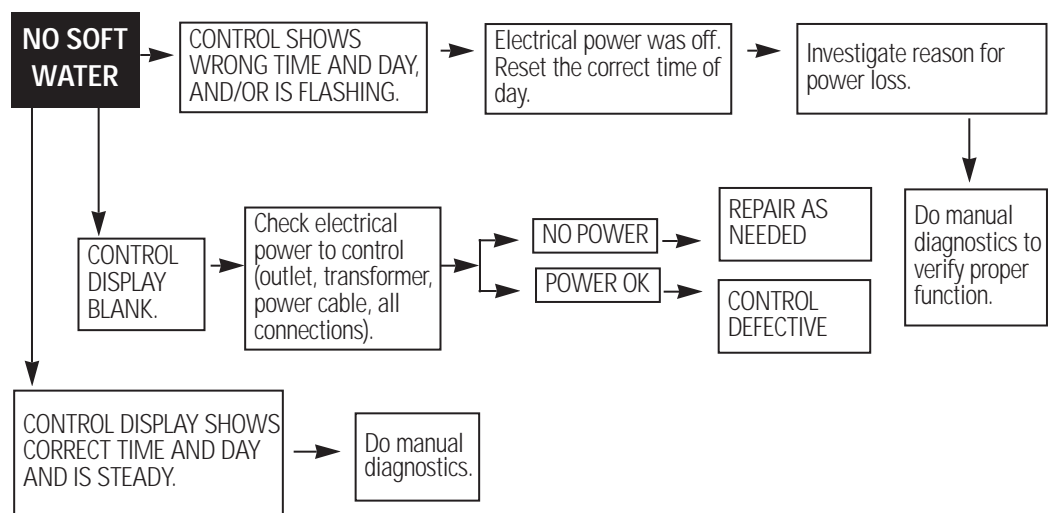 NO SOFT
WATER
CONTROL SHOWS
WRONG TIME AND DAY,
AND/OR IS FLASHING.
Electrical power was off.
Reset the correct time of
day.
Investigate reason for
power loss.
Do manual
diagnostics to
verify proper
function.
CONTROL
DISPLAY
BLANK.
Check electrical
power to control
(outlet, transformer,
power cable, all
connections).
NO POWER
REPAIR AS
NEEDED
POWER OK
CONTROL
DEFECTIVE
CONTROL DISPLAY SHOWS
CORRECT TIME AND DAY
AND IS STEADY.
Do manual
diagnostics.